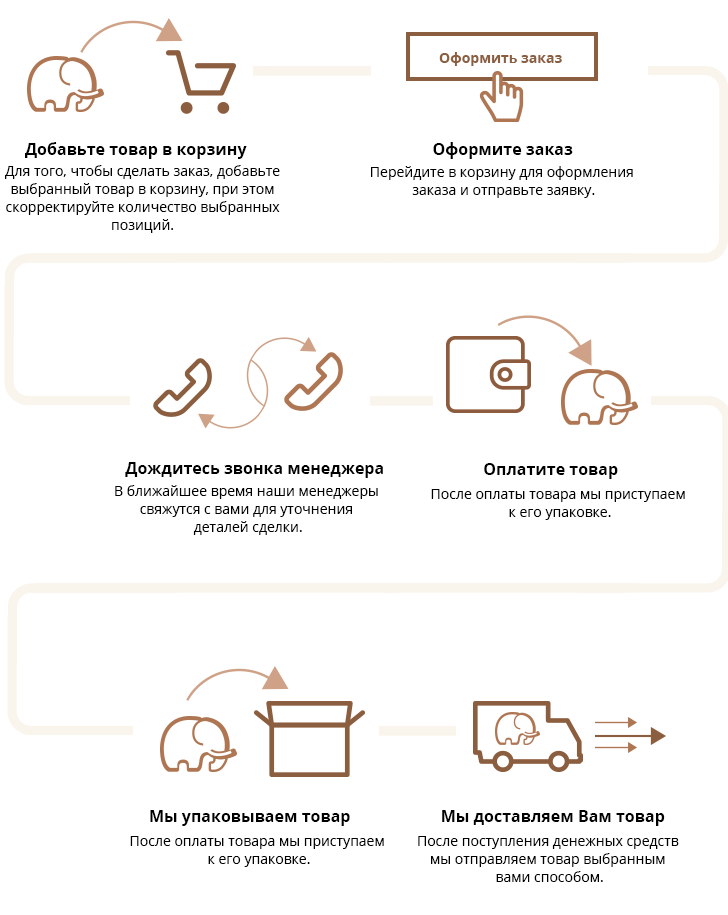 Оформить заказ
Добавьте товар в корзину
Для того, чтобы сделать заказ, добавьте
выбранный товар в корзину, при этом
скорректируйте количество выбранных
позиций.
Оформите заказ
Перейдите в корзину для оформления
заказа и отправьте заявку.
Дождитесь звонка менеджера
В ближайшее время наши менеджеры
свяжутся с вами для уточнения
деталей сделки.
Оплатите товар
После оплаты товара мы приступаем
к его упаковке.
Мы упаковываем товар
После оплаты товара мы приступаем
к его упаковке.
Мы доставляем Вам товар
После поступления денежных средств
мы отправляем товар выбранным
вами способом.